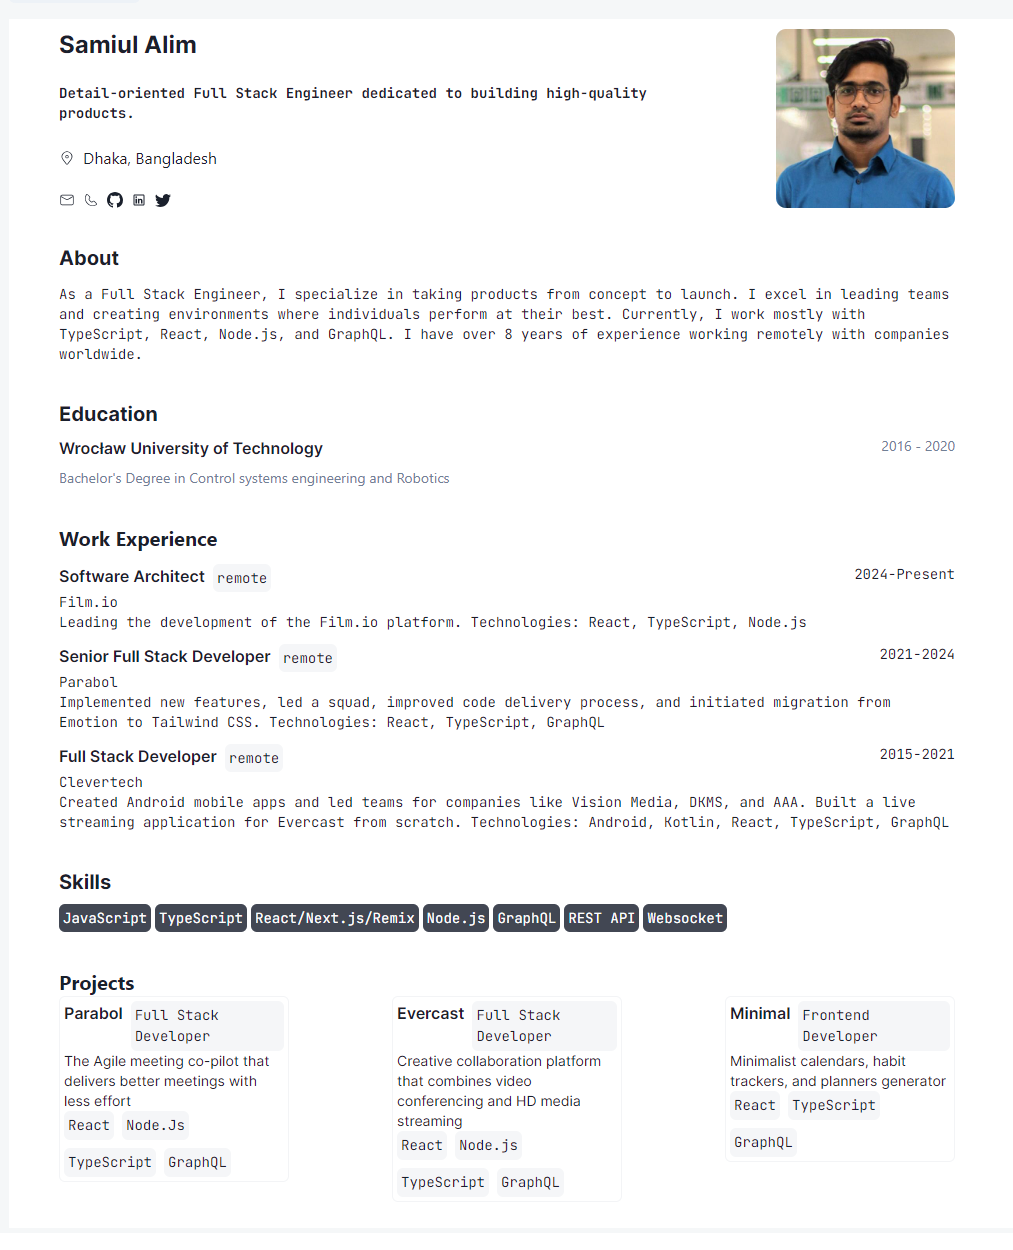 Samiul Alim
Detail-oriented Full Stack Engineer dedicated to building high-quality
products.
Dhaka, Bangladesh
About
As a Full Stack Engineer, I specialize in taking products from concept to launch. I excel in leading teams
and creating environments where individuals perform at their best. Currently, I work mostly with
TypeScript, React, Node.js, and GraphQL. I have over 8 years of experience working remotely with companies
worldwide.
Education
Wrocław University of Technology 2016 - 2020
Bachelor's Degree in Control systems engineering and Robotics
Work Experience
Software Architect remote 2024-Present
Film.io
Leading the development of the Film.io platform. Technologies: React, TypeScript, Node.js
Senior Full Stack Developer remote 2021-2024
Parabol
Implemented new features, led a squad, improved code delivery process, and initiated migration from
Emotion to Tailwind CSS. Technologies: React, TypeScript, GraphQL
Full Stack Developer remote 2015-2021
Clevertech
Created Android mobile apps and led teams for companies like Vision Media, DKMS, and AAA. Built a live
streaming application for Evercast from scratch. Technologies: Android, Kotlin, React, TypeScript, GraphQL
Skills
JavaScript TypeScript React/Next.js/Remix Node.js GraphQL REST API Websocket
Projects
Parabol Full Stack
Developer
The Agile meeting co-pilot that
delivers better meetings with
less effort
React Node.Js
TypeScript GraphQL
Evercast Full Stack
Developer
Creative collaboration platform
that combines video
conferencing and HD media
streaming
React Node.js
TypeScript GraphQL
Minimal Frontend
Developer
Minimalist calendars, habit
trackers, and planners generator
React TypeScript
GraphQL